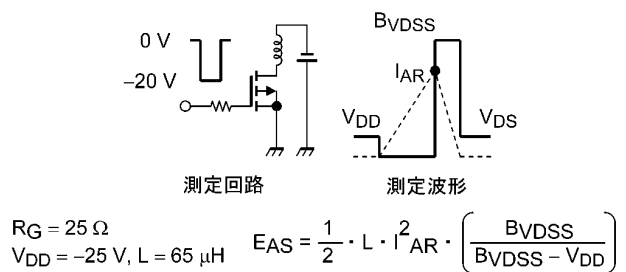 0 V
−20 V
測定回路
BVDSS
IAR
VDD
VDS
測定波形
RG = 25 Ω
VDD = −25 V, L = 65 μH
EAS = 1/2 · L · I²AR · (BVDSS / (BVDSS − VDD))